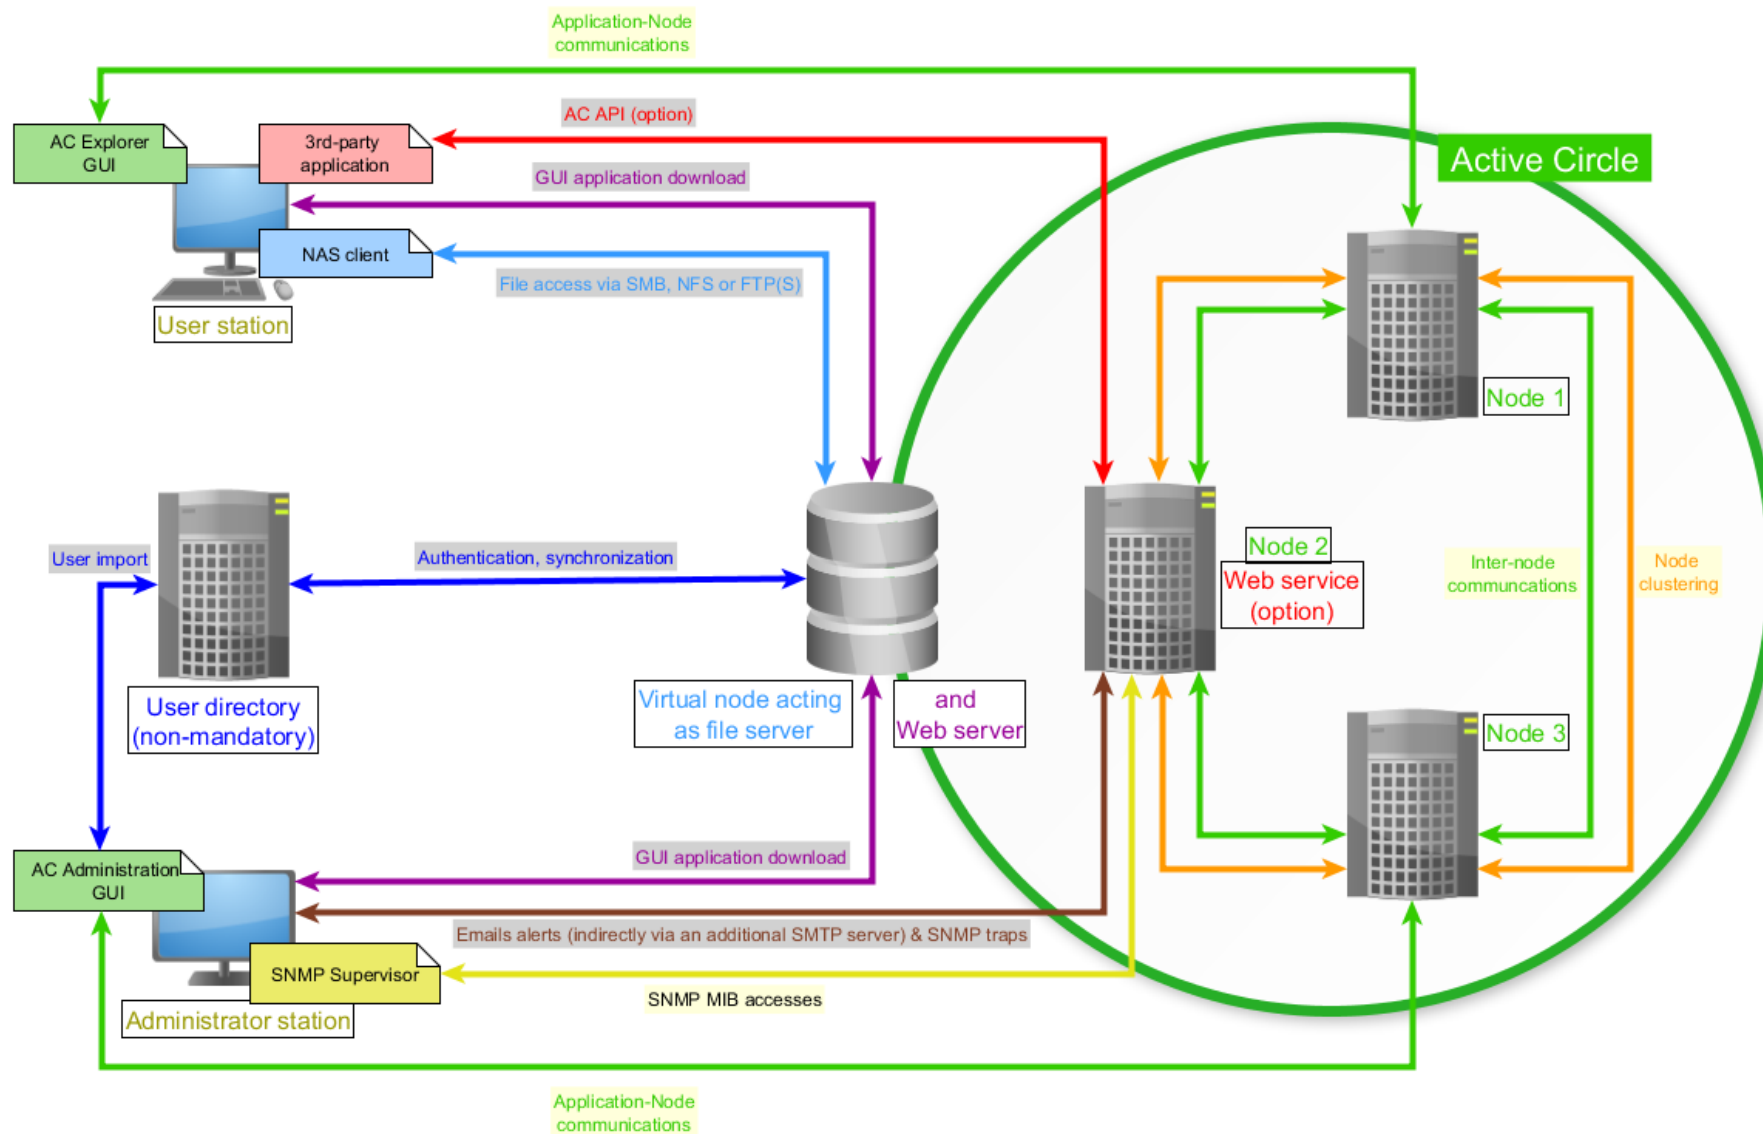 Application-Node
communications
AC API (option)
AC Explorer
GUI
3rd-party
application
Active Circle
GUI application download
NAS client
File access via SMB, NFS or FTP(S)
User station
Node 1
User import
Authentication, synchronization
Node 2
Web service
(option)
Inter-node
communcations
Node
clustering
User directory
(non-mandatory)
Virtual node acting
as file server
and
Web server
Node 3
AC Administration
GUI
GUI application download
Emails alerts (indirectly via an additional SMTP server) & SNMP traps
SNMP Supervisor
SNMP MIB accesses
Administrator station
Application-Node
communications